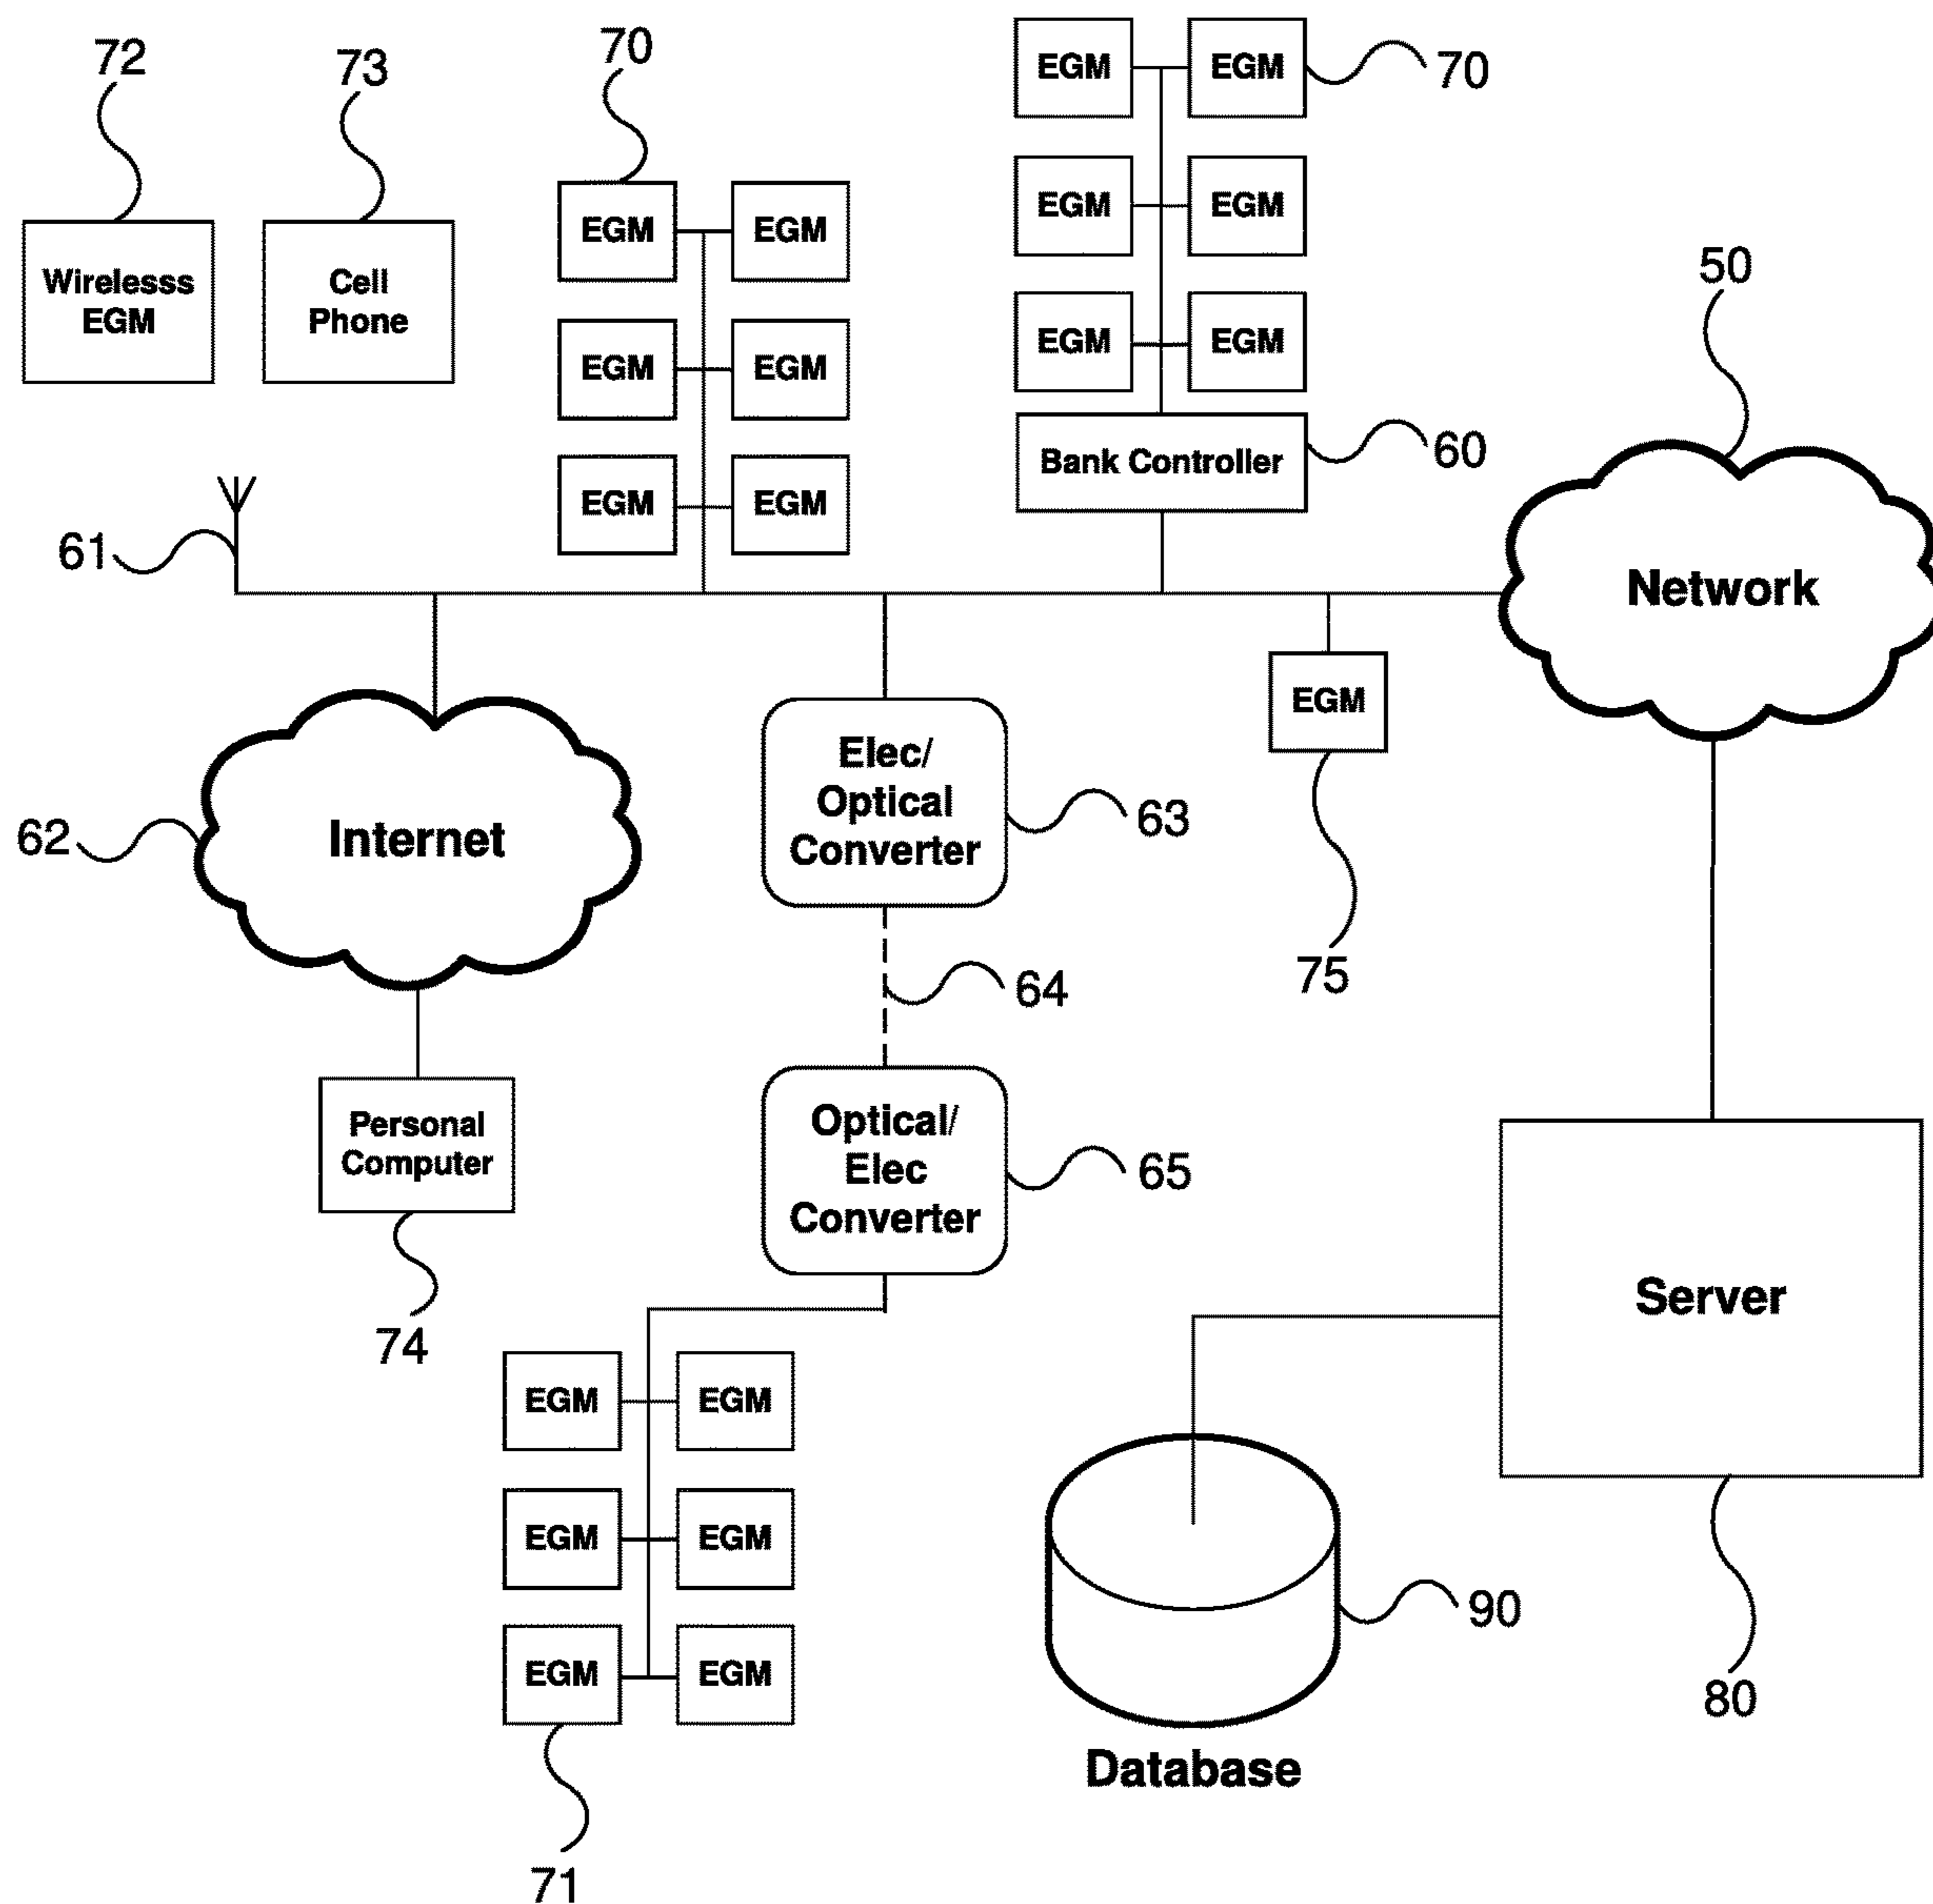 72
73
70
EGM EGM
70
EGM EGM
EGM EGM
Wirelesss
EGM
Cell
Phone
EGM EGM
EGM EGM
EGM EGM
EGM EGM
Bank Controller
60
50
61
Network
EGM
75
Internet
62
Elec/
Optical
Converter
63
64
Personal
Computer
74
Optical/
Elec
Converter
65
Server
80
EGM EGM
EGM EGM
EGM EGM
71
90
Database